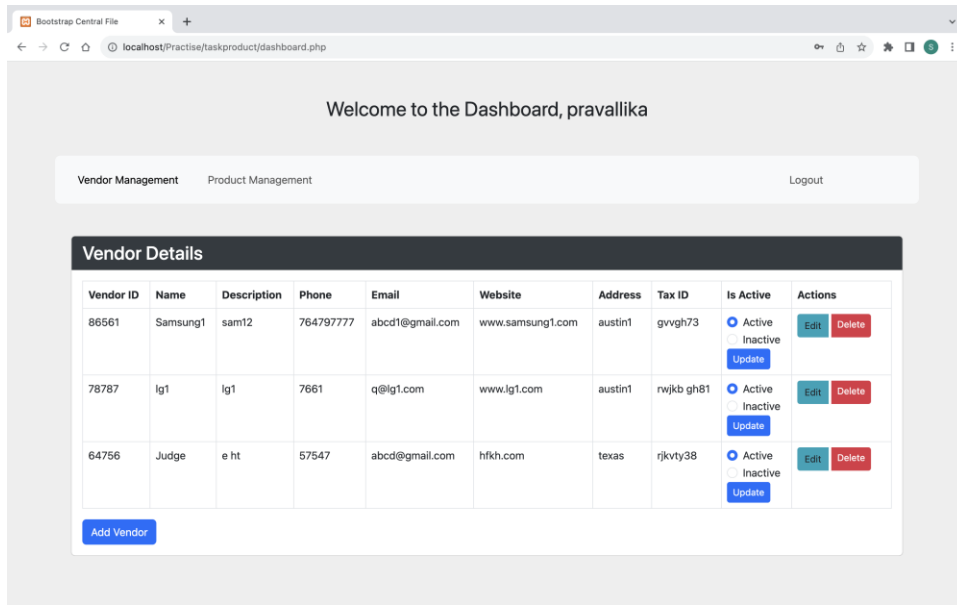 Bootstrap Central File
localhost/Practise/taskproduct/dashboard.php
S
Welcome to the Dashboard, pravallika
Vendor Management Product Management Logout
Vendor Details
Vendor ID Name Description Phone Email Website Address Tax ID Is Active Actions
86561 Samsung1 sam12 764797777 abcd1@gmail.com www.samsung1.com austin1 gvvgh73 Active Edit Delete
Inactive
Update
78787 lg1 lg1 7661 q@lg1.com www.lg1.com austin1 rwjkb gh81 Active Edit Delete
Inactive
Update
64756 Judge e ht 57547 abcd@gmail.com hfkh.com texas rjkvty38 Active Edit Delete
Inactive
Update
Add Vendor